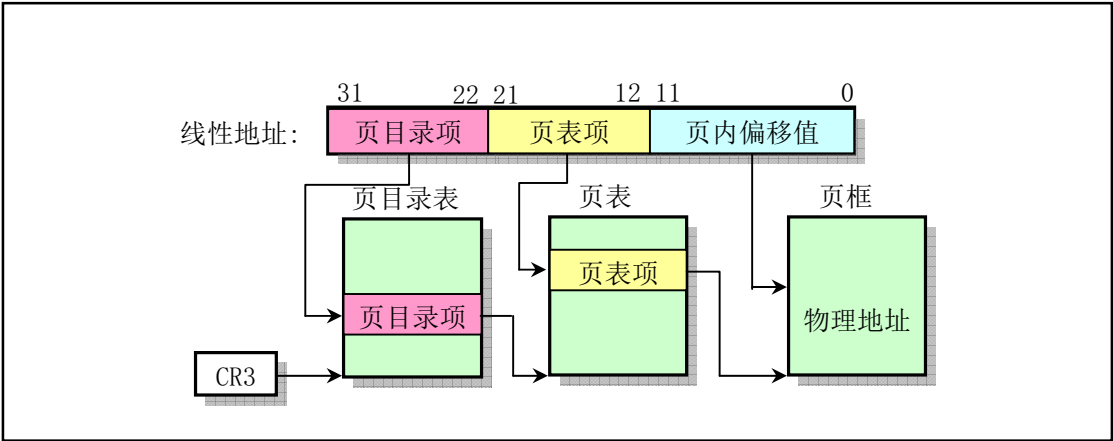 31 22 21 12 11 0
线性地址: 页目录项 页表项 页内偏移值
页目录表 页表 页框
页表项
页目录项 物理地址
CR3